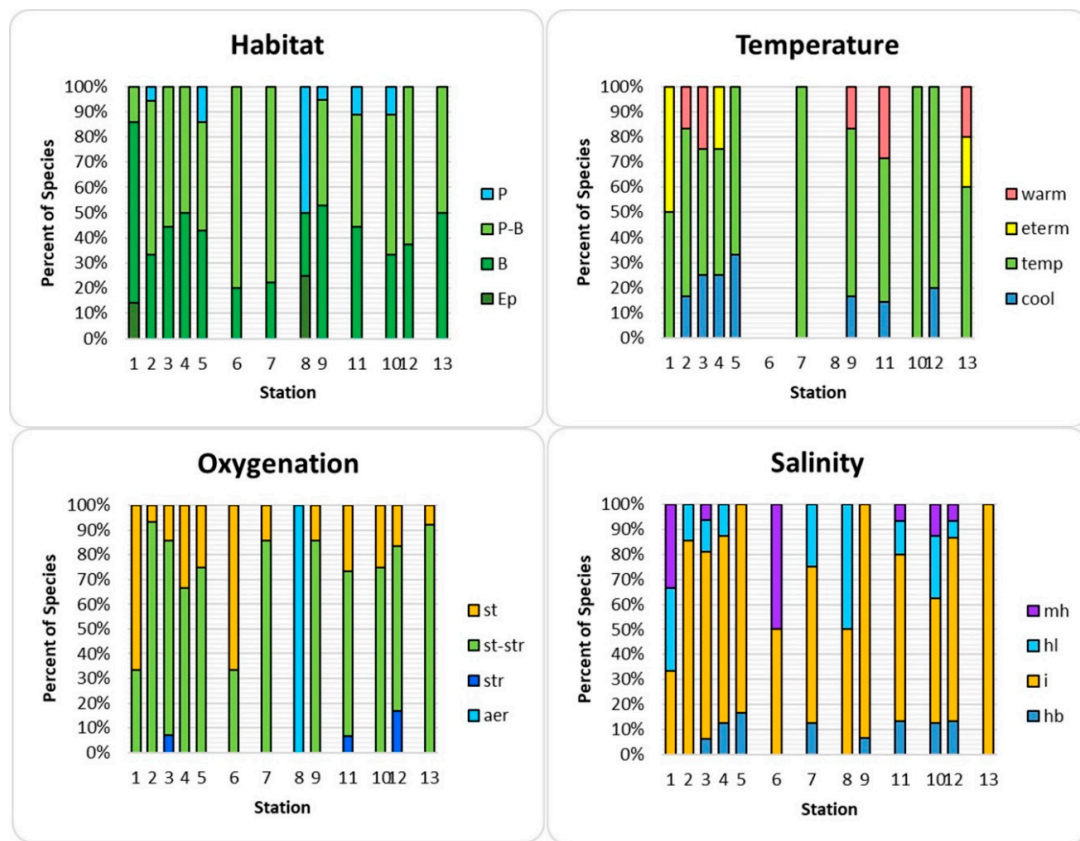 Habitat
100%
90%
80%
70%
60%
50%
40%
30%
20%
10%
0%
Percent of Species
1 2 3 4 5 6 7 8 9 11 10 12 13
Station
P
P-B
B
Ep
Temperature
100%
90%
80%
70%
60%
50%
40%
30%
20%
10%
0%
Percent of Species
1 2 3 4 5 6 7 8 9 11 10 12 13
Station
warm
eterm
temp
cool
Oxygenation
100%
90%
80%
70%
60%
50%
40%
30%
20%
10%
0%
Percent of Species
1 2 3 4 5 6 7 8 9 11 10 12 13
Station
st
st-str
str
aer
Salinity
100%
90%
80%
70%
60%
50%
40%
30%
20%
10%
0%
Percent of Species
1 2 3 4 5 6 7 8 9 11 10 12 13
Station
mh
hl
i
hb